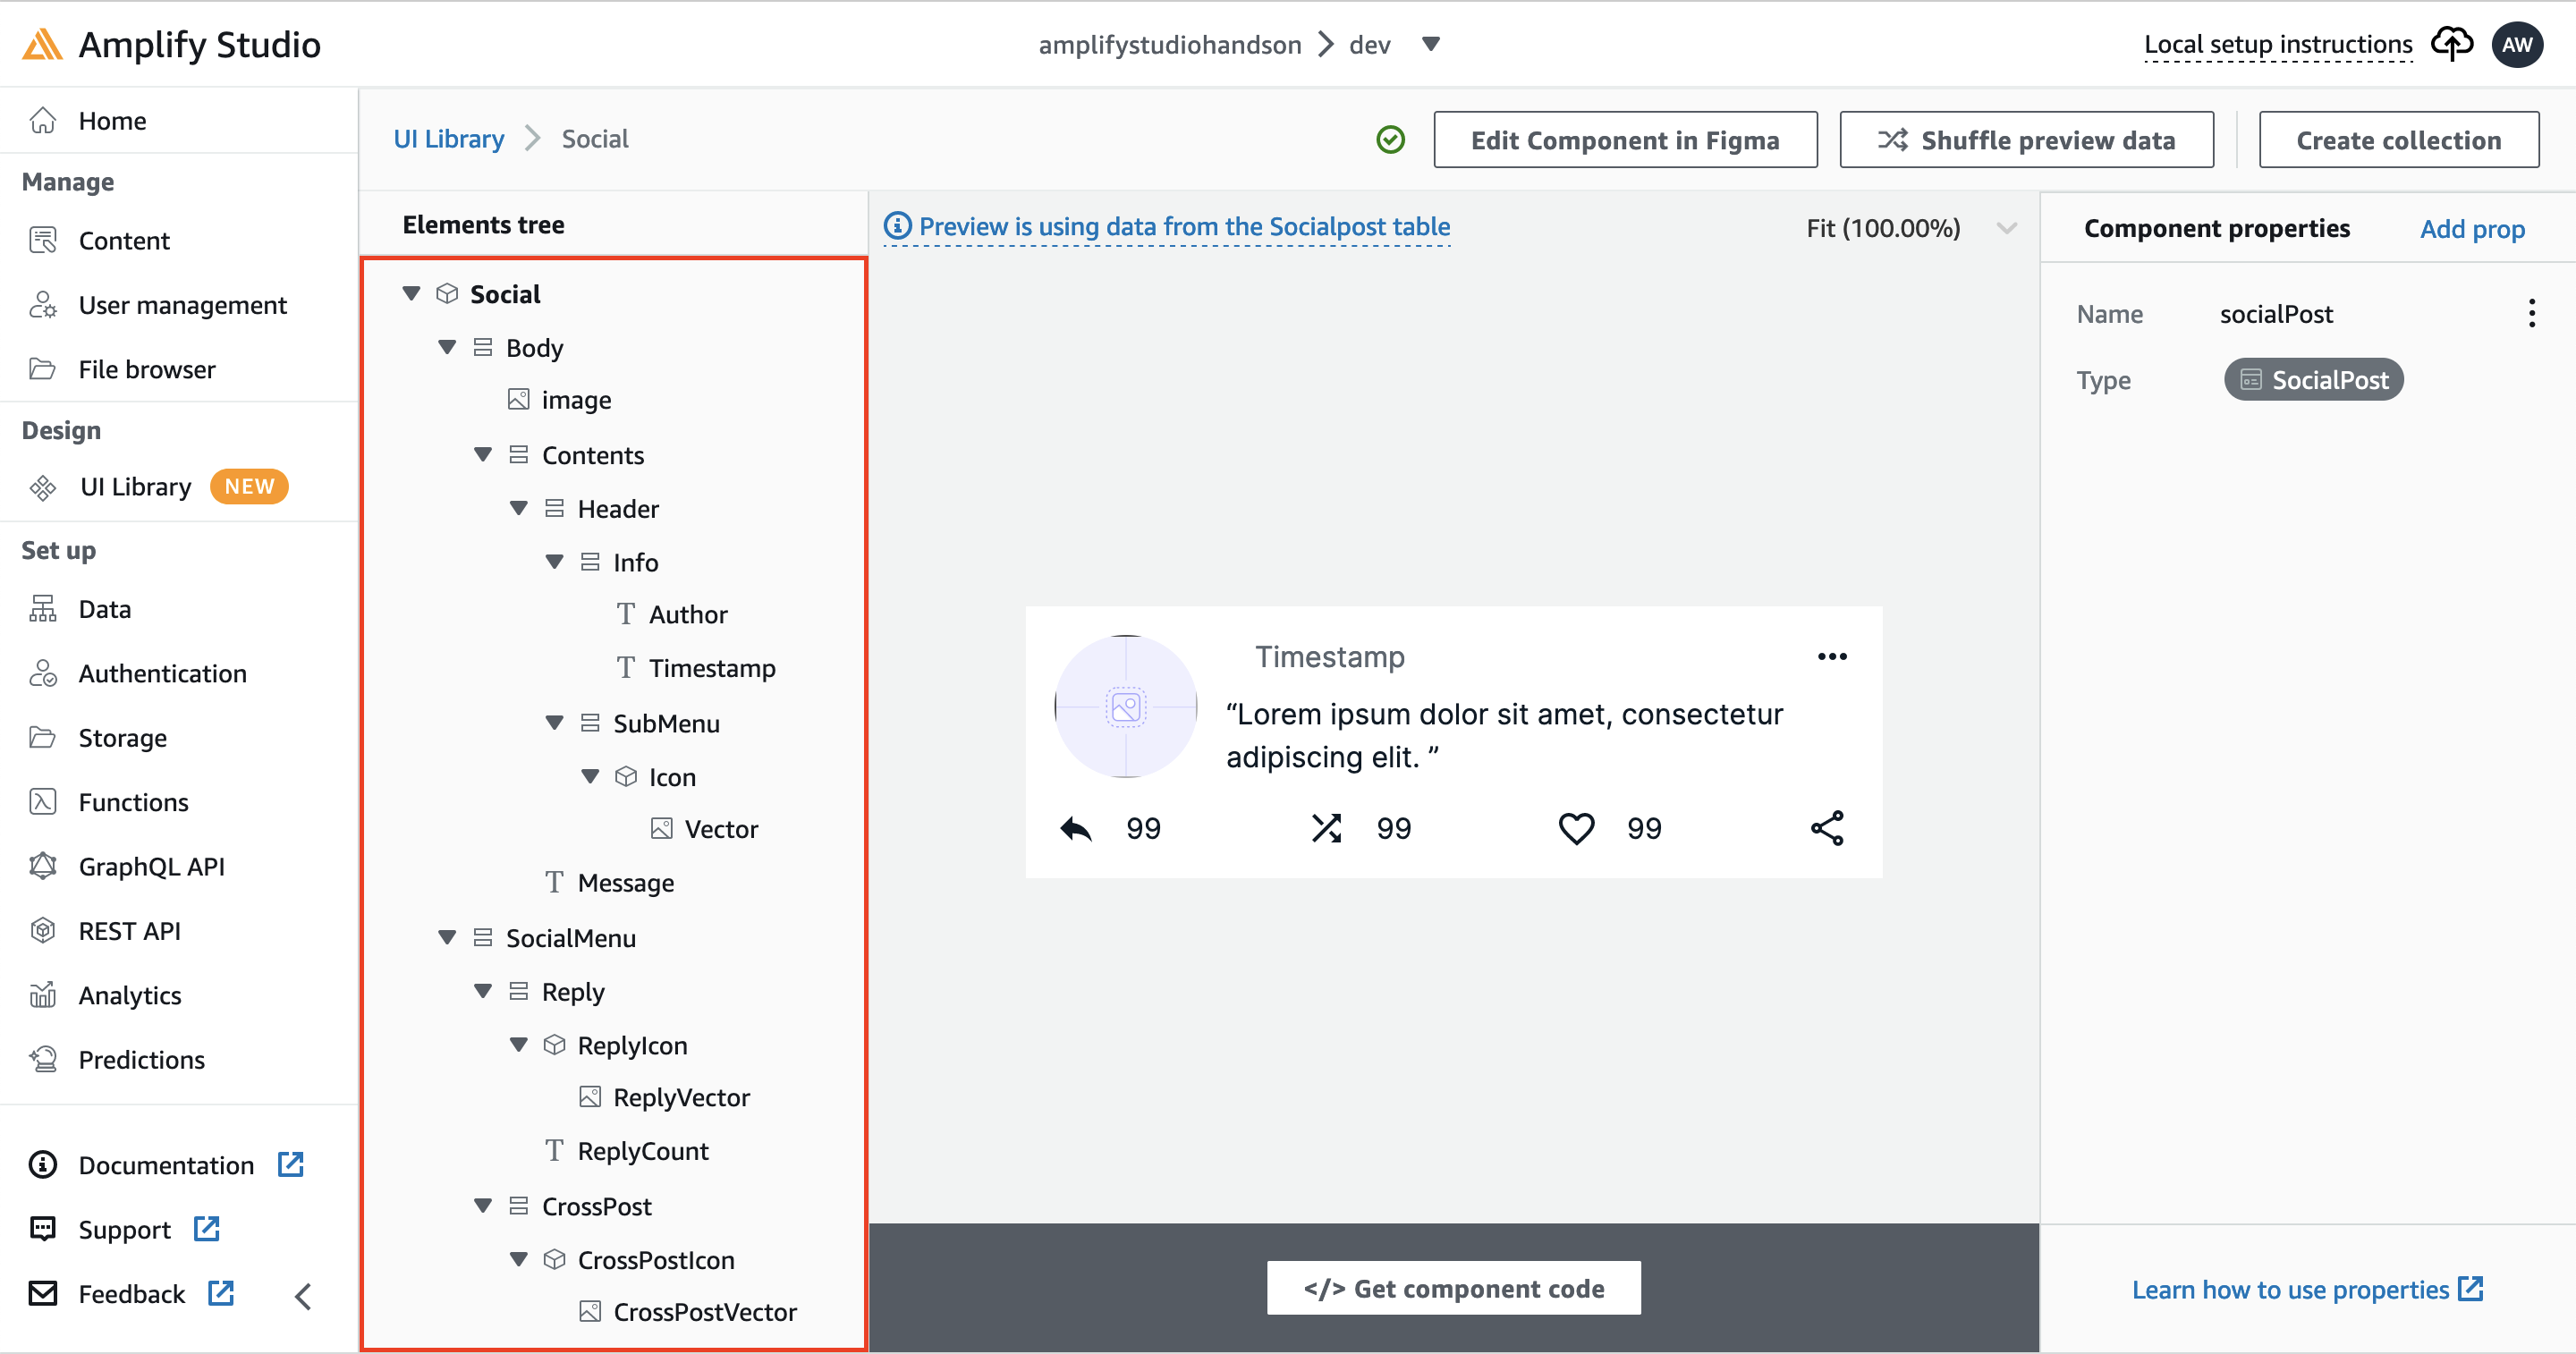 Amplify Studio
amplifystudiohandson > dev
Local setup instructions
AW
Home
Manage
Content
User management
File browser
Design
UI Library NEW
Set up
Data
Authentication
Storage
Functions
GraphQL API
REST API
Analytics
Predictions
Documentation
Support
Feedback
UI Library > Social
Edit Component in Figma
Shuffle preview data
Create collection
Elements tree
Social
Body
image
Contents
Header
Info
T Author
T Timestamp
SubMenu
Icon
Vector
T Message
SocialMenu
Reply
ReplyIcon
ReplyVector
T ReplyCount
CrossPost
CrossPostIcon
CrossPostVector
Preview is using data from the Socialpost table
Fit (100.00%)
Timestamp
“Lorem ipsum dolor sit amet, consectetur
adipiscing elit. ”
99 99 99
</> Get component code
Component properties
Add prop
Name socialPost
Type SocialPost
Learn how to use properties